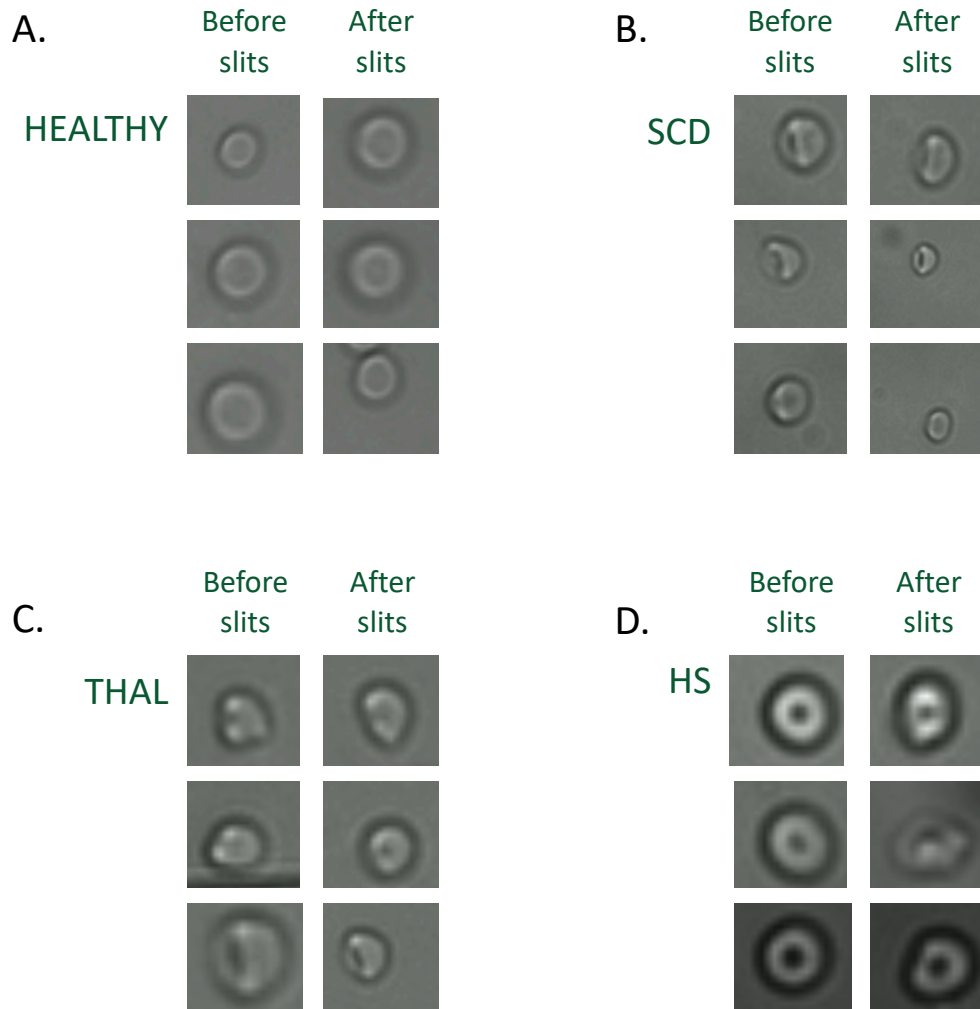 A.
Before
slits
After
slits
HEALTHY
B.
Before
slits
After
slits
SCD
C.
Before
slits
After
slits
THAL
D.
Before
slits
After
slits
HS